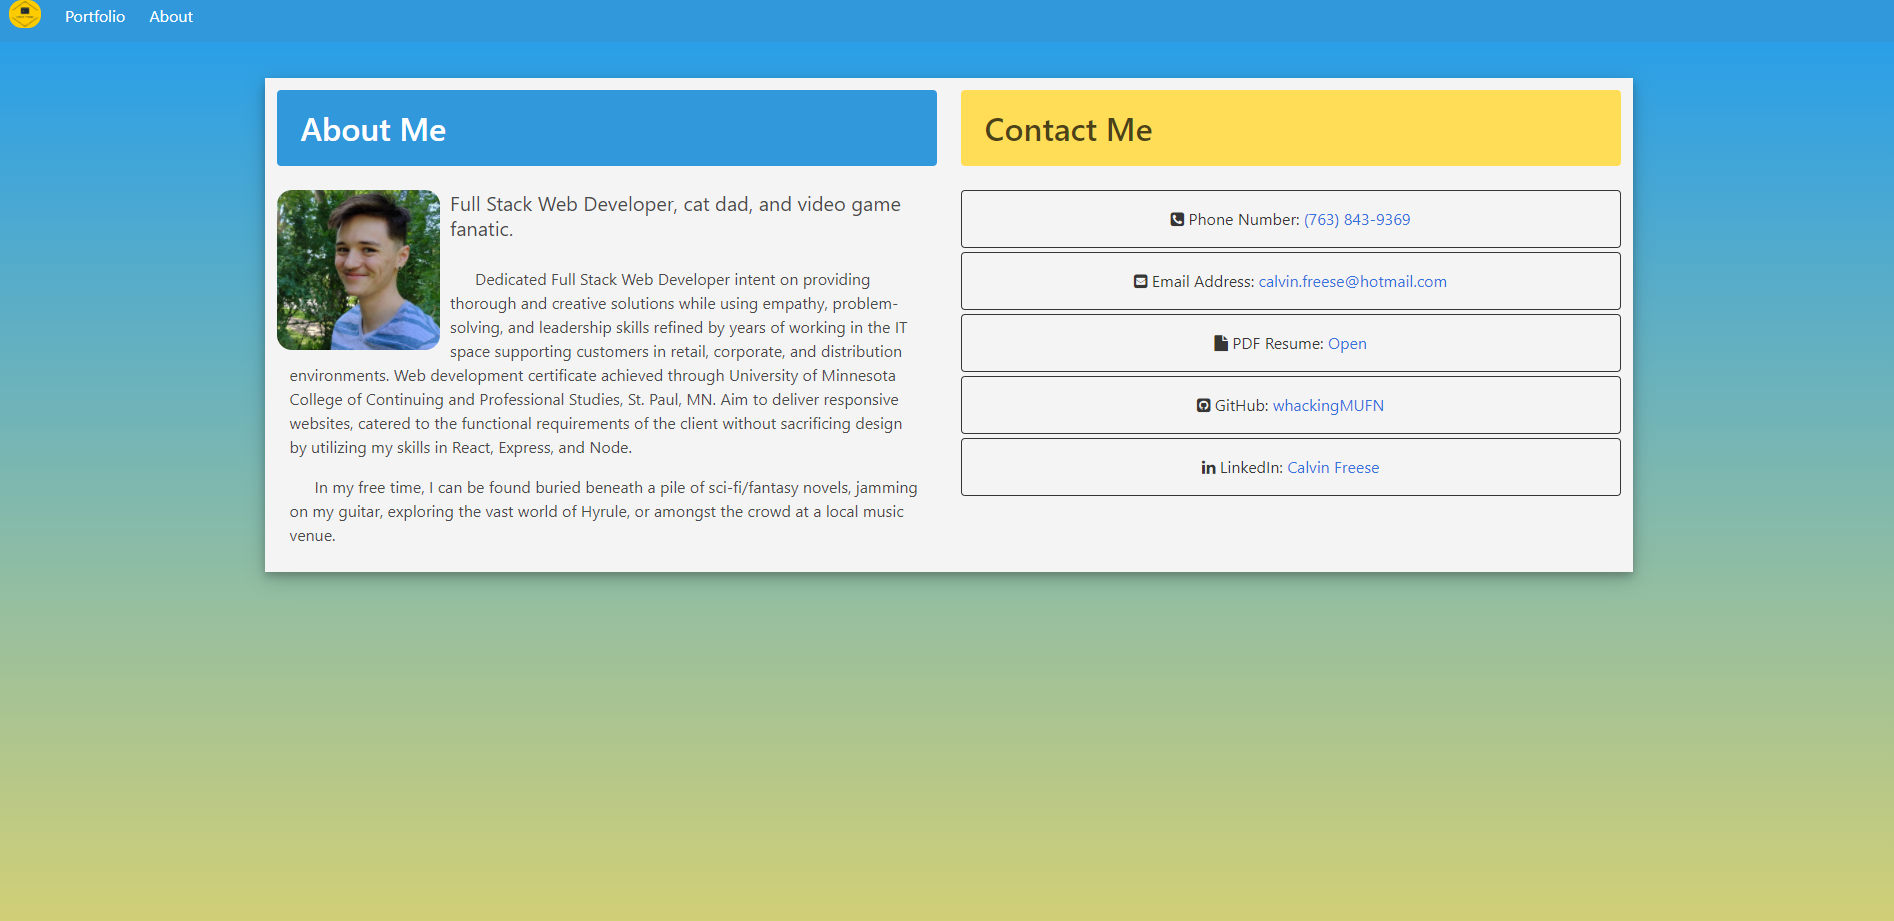 Portfolio
About
About Me
Full Stack Web Developer, cat dad, and video game
fanatic.
Dedicated Full Stack Web Developer intent on providing
thorough and creative solutions while using empathy, problem-
solving, and leadership skills refined by years of working in the IT
space supporting customers in retail, corporate, and distribution
environments. Web development certificate achieved through University of Minnesota
College of Continuing and Professional Studies, St. Paul, MN. Aim to deliver responsive
websites, catered to the functional requirements of the client without sacrificing design
by utilizing my skills in React, Express, and Node.
In my free time, I can be found buried beneath a pile of sci-fi/fantasy novels, jamming
on my guitar, exploring the vast world of Hyrule, or amongst the crowd at a local music
venue.
Contact Me
Phone Number: (763) 843-9369
Email Address: calvin.freese@hotmail.com
PDF Resume: Open
GitHub: whackingMUFN
LinkedIn: Calvin Freese